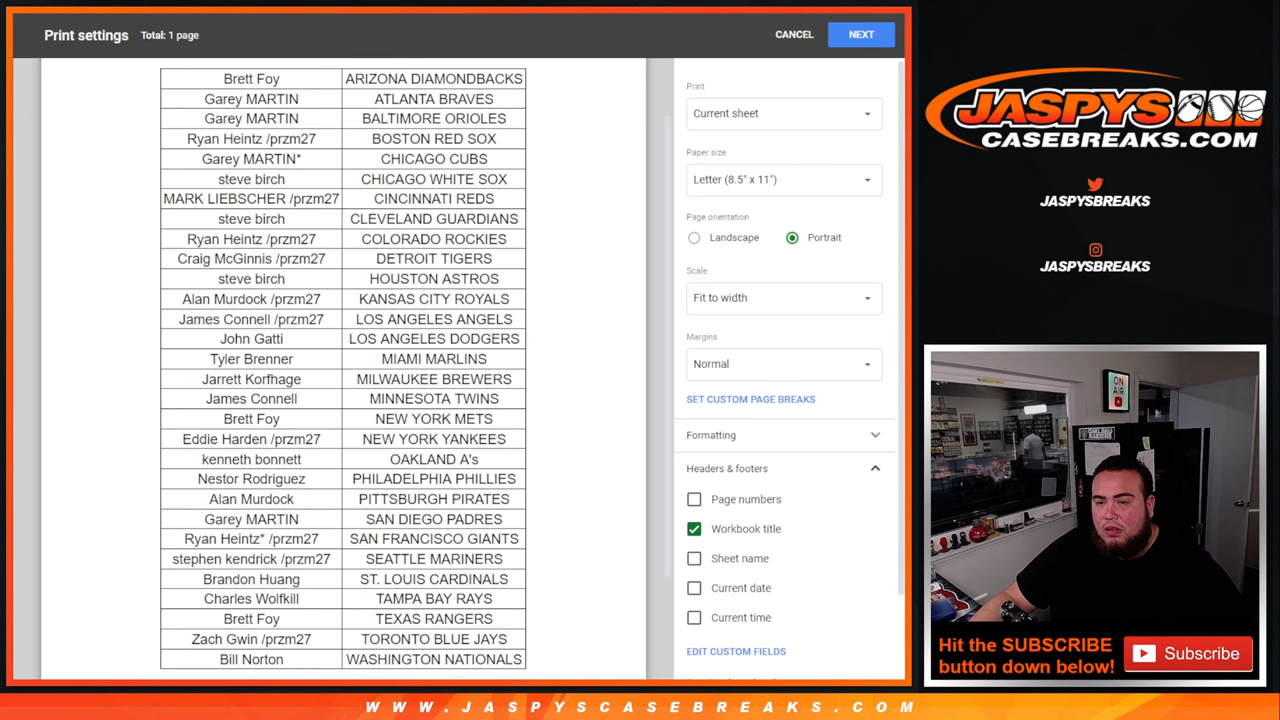 Print settings Total: 1 page CANCEL NEXT
Brett Foy ARIZONA DIAMONDBACKS
Garey MARTIN ATLANTA BRAVES
Garey MARTIN BALTIMORE ORIOLES
Ryan Heintz /przm27 BOSTON RED SOX
Garey MARTIN* CHICAGO CUBS
steve birch CHICAGO WHITE SOX
MARK LIEBSCHER /przm27 CINCINNATI REDS
steve birch CLEVELAND GUARDIANS
Ryan Heintz /przm27 COLORADO ROCKIES
Craig McGinnis /przm27 DETROIT TIGERS
steve birch HOUSTON ASTROS
Alan Murdock /przm27 KANSAS CITY ROYALS
James Connell /przm27 LOS ANGELES ANGELS
John Gatti LOS ANGELES DODGERS
Tyler Brenner MIAMI MARLINS
Jarrett Korfhage MILWAUKEE BREWERS
James Connell MINNESOTA TWINS
Brett Foy NEW YORK METS
Eddie Harden /przm27 NEW YORK YANKEES
kenneth bonnett OAKLAND A's
Nestor Rodriguez PHILADELPHIA PHILLIES
Alan Murdock PITTSBURGH PIRATES
Garey MARTIN SAN DIEGO PADRES
Ryan Heintz* /przm27 SAN FRANCISCO GIANTS
stephen kendrick /przm27 SEATTLE MARINERS
Brandon Huang ST. LOUIS CARDINALS
Charles Wolfkill TAMPA BAY RAYS
Brett Foy TEXAS RANGERS
Zach Gwin /przm27 TORONTO BLUE JAYS
Bill Norton WASHINGTON NATIONALS
Print
Current sheet
Paper size
Letter (8.5" x 11")
Page orientation
Landscape Portrait
Scale
Fit to width
Margins
Normal
SET CUSTOM PAGE BREAKS
Formatting
Headers & footers
Page numbers
Workbook title
Sheet name
Current date
Current time
EDIT CUSTOM FIELDS
JASPYS
CASEBREAKS.COM
JASPYSBREAKS
JASPYSBREAKS
ON
AIR
Hit the SUBSCRIBE
button down below!
Subscribe
WWW.JASPYSCASEBREAKS.COM